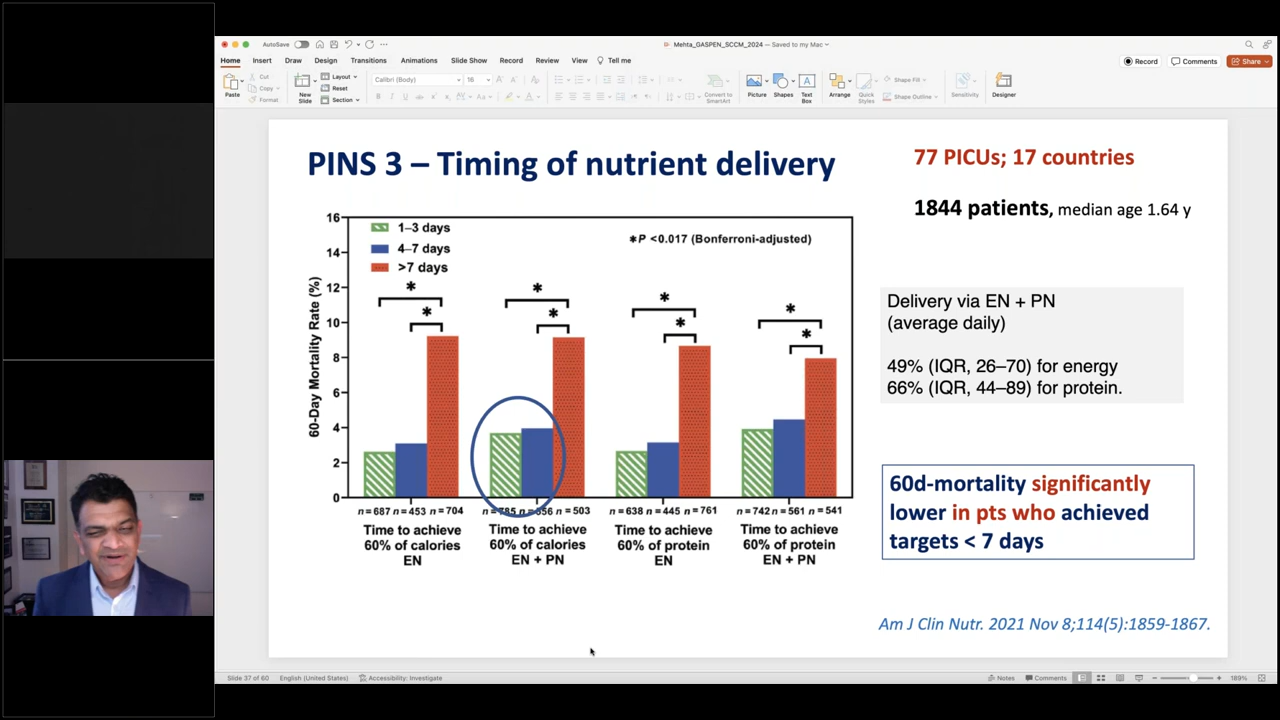 AutoSave
Mehta_GASPEN_SCCM_2024 — Saved to my Mac
Home Insert Draw Design Transitions Animations Slide Show Record Review View Tell me
Record Comments Share
Paste
Cut
Copy
Format
New Slide
Layout
Reset
Section
Calibri (Body) 16
Convert to SmartArt
Picture Shapes Text Box Arrange Quick Styles
Shape Fill
Shape Outline
Sensitivity Designer
PINS 3 – Timing of nutrient delivery
77 PICUs; 17 countries
1844 patients, median age 1.64 y
60-Day Mortality Rate (%)
16
14
12
10
8
6
4
2
0
1–3 days
4–7 days
>7 days
*P <0.017 (Bonferroni-adjusted)
* * * *
* * * *
n=687 n=453 n=704 n=785 n=556 n=503 n=638 n=445 n=761 n=742 n=561 n=541
Time to achieve
60% of calories
EN
Time to achieve
60% of calories
EN + PN
Time to achieve
60% of protein
EN
Time to achieve
60% of protein
EN + PN
Delivery via EN + PN
(average daily)
49% (IQR, 26–70) for energy
66% (IQR, 44–89) for protein.
60d-mortality significantly
lower in pts who achieved
targets < 7 days
Am J Clin Nutr. 2021 Nov 8;114(5):1859-1867.
Slide 37 of 60 English (United States) Accessibility: Investigate
Notes Comments 189%